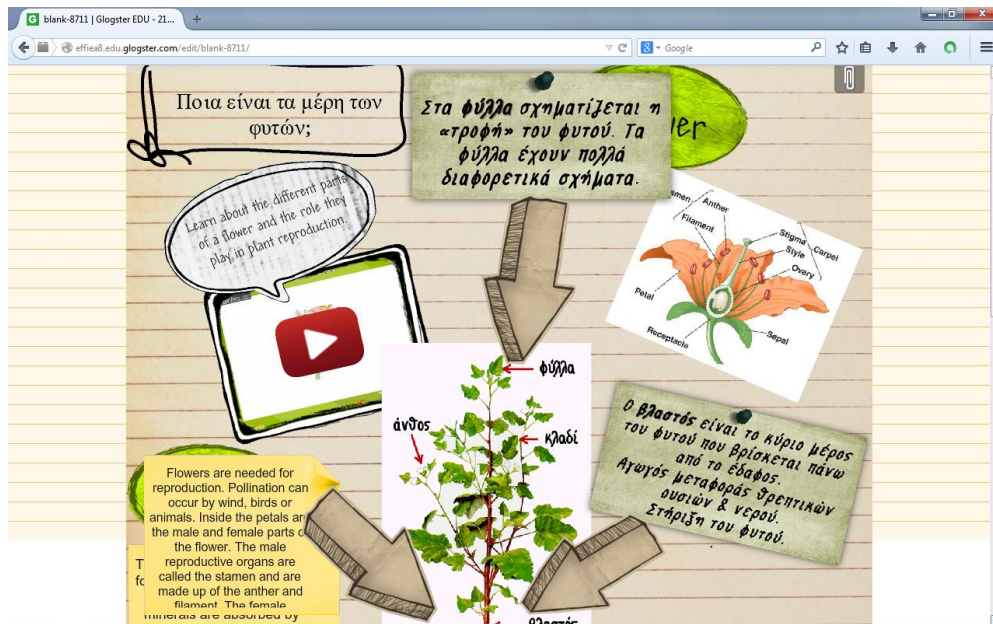 blank-8711 | Glogster EDU - 21...
effiea8.edu.glogster.com/edit/blank-8711/
Google
Ποια είναι τα μέρη των
φυτών;
Στα φύλλα σχηματίζεται η
«τροφή» του φυτού. Τα
φύλλα έχουν πολλά
διαφορετικά σχήματα.
Learn about the different parts
of a flower and the role they
play in plant reproduction.
Anther
Filament
Stigma
Carpel
Style
Ovary
Petal
Receptacle
Sepal
φύλλα
άνθος
κλαδί
Ο βλαστός είναι το κύριο μέρος
του φυτού που βρίσκεται πάνω
από το έδαφος.
Αγωγός μεταφοράς θρεπτικών
ουσιών & νερού.
Στήριξη του φυτού.
Flowers are needed for
reproduction. Pollination can
occur by wind, birds or
animals. Inside the petals are
the male and female parts
the flower. The male
reproductive organs are
called the stamen and are
made up of the anther and
filament. The female
minerals are absorbed by
βλαστός